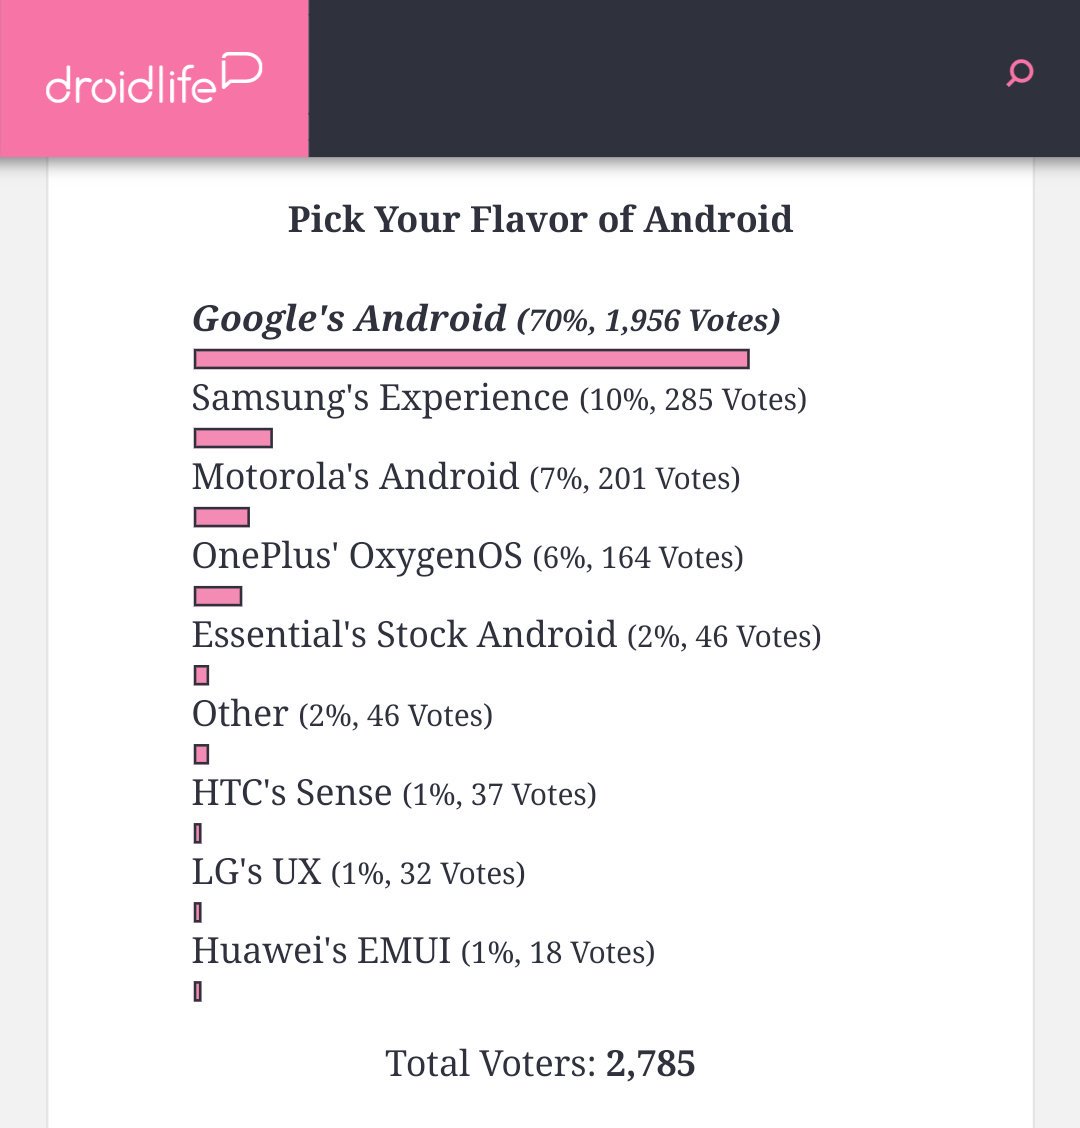 droidlife
Pick Your Flavor of Android
Google's Android (70%, 1,956 Votes)
Samsung's Experience (10%, 285 Votes)
Motorola's Android (7%, 201 Votes)
OnePlus' OxygenOS (6%, 164 Votes)
Essential's Stock Android (2%, 46 Votes)
Other (2%, 46 Votes)
HTC's Sense (1%, 37 Votes)
LG's UX (1%, 32 Votes)
Huawei's EMUI (1%, 18 Votes)
Total Voters: 2,785